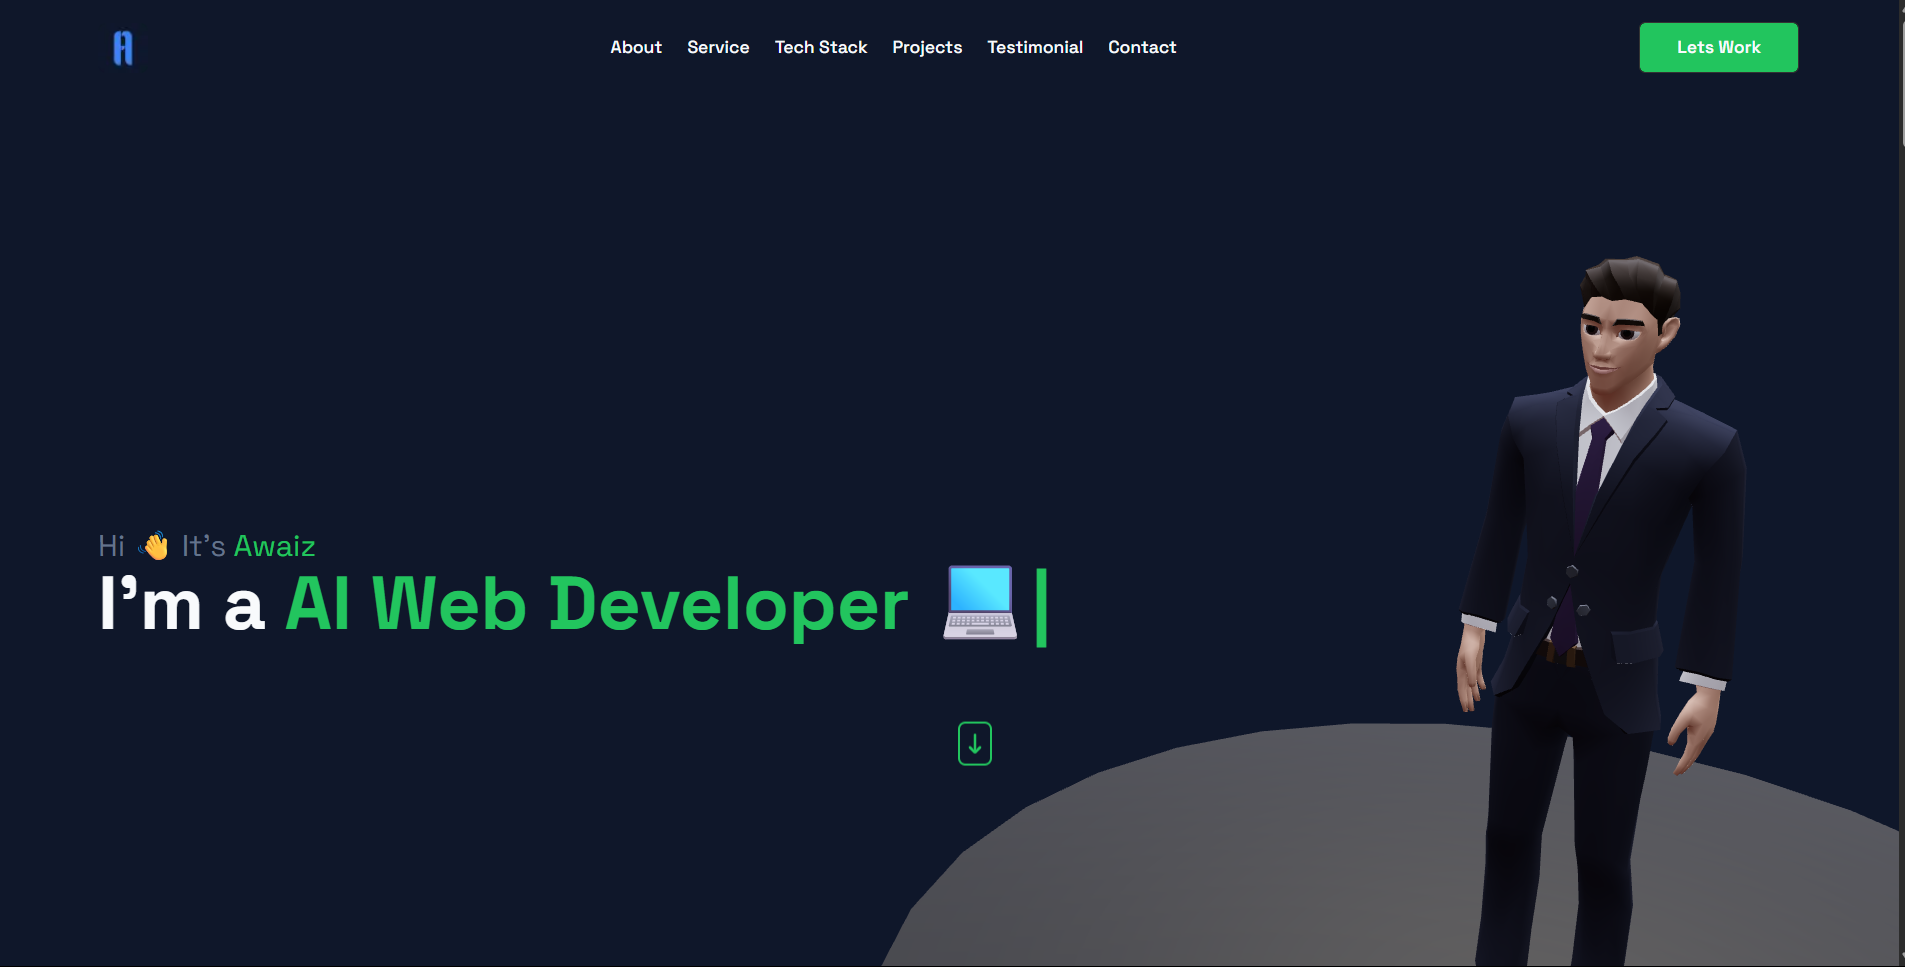 A
About Service Tech Stack Projects Testimonial Contact
Lets Work
Hi 👋 It's Awaiz
I'm a AI Web Developer 💻|